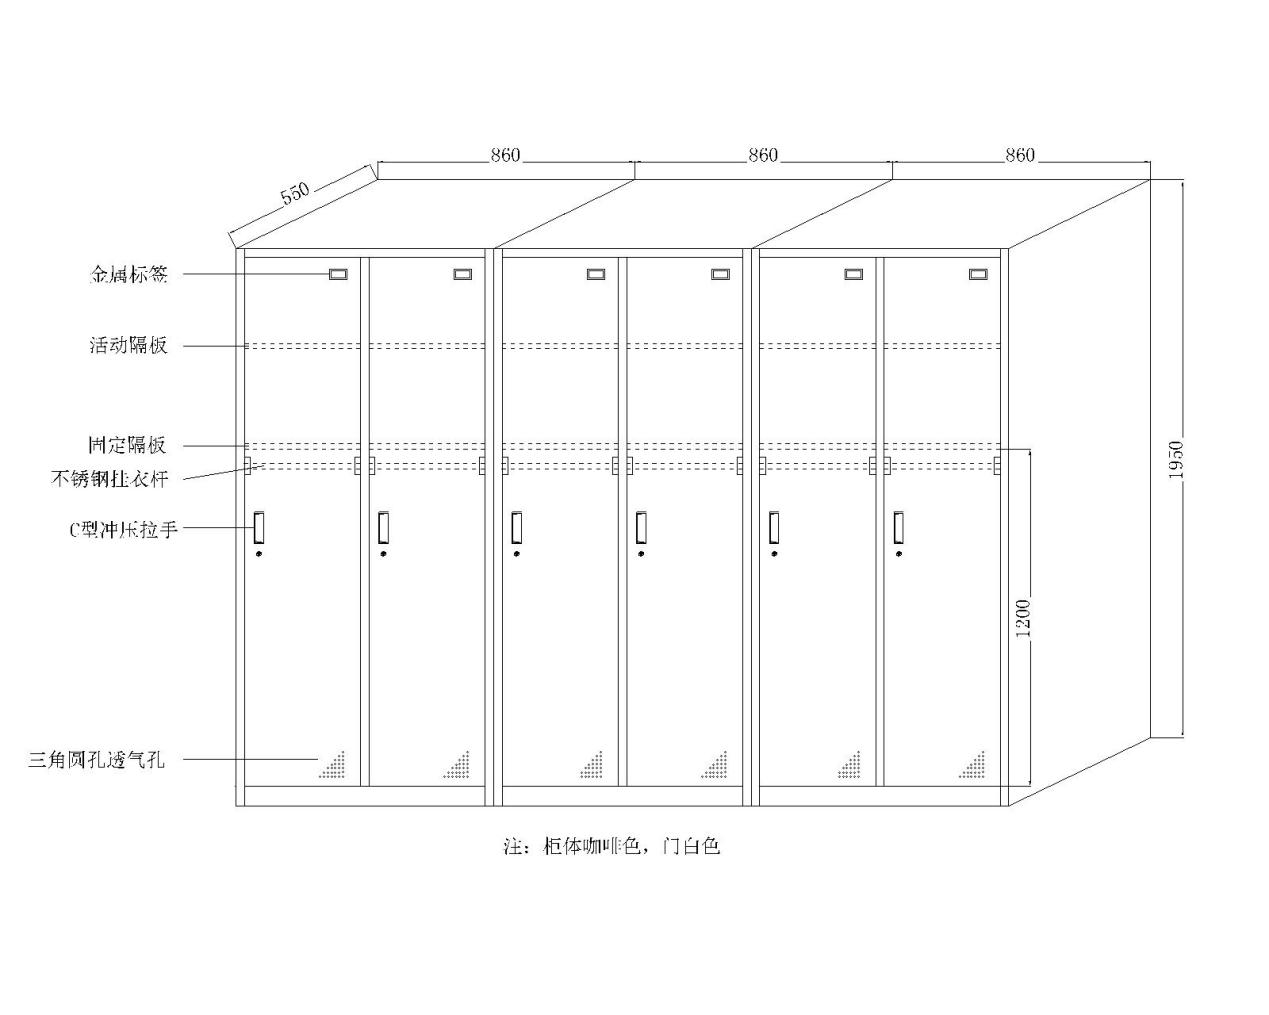 860
860
860
550
金属标签
活动隔板
固定隔板
不锈钢挂衣杆
C型冲压拉手
1950
1200
三角圆孔透气孔
注：柜体咖啡色，门白色